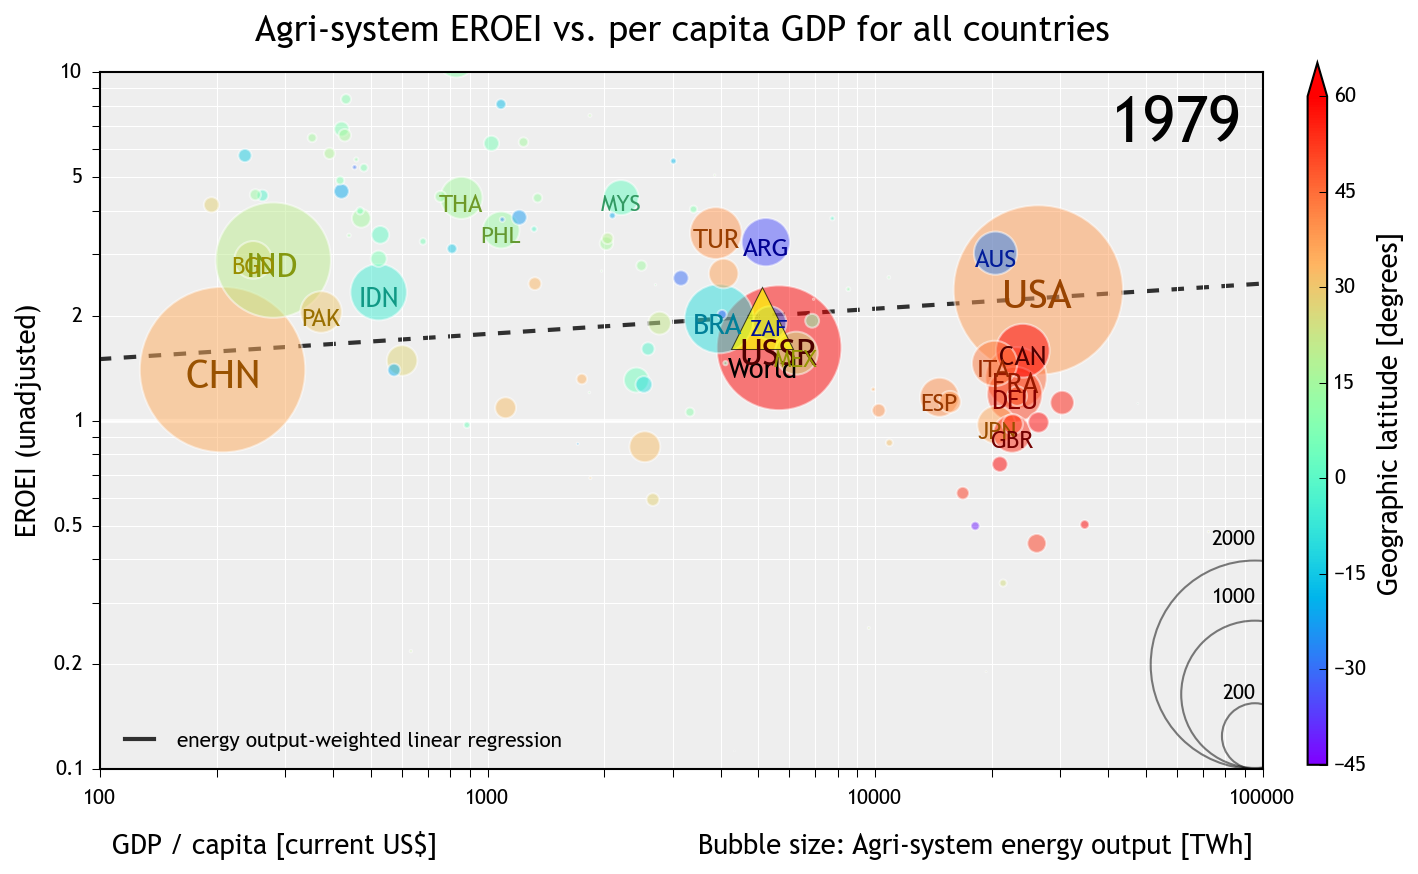 Agri-system EROEI vs. per capita GDP for all countries
1979
EROEI (unadjusted)
10
5
2
1
0.5
0.2
0.1
100
1000
10000
100000
GDP / capita [current US$]
Bubble size: Agri-system energy output [TWh]
energy output-weighted linear regression
THA
MYS
PHL
TUR
ARG
AUS
BGD
IND
IDN
USA
PAK
BRA
ZAF
USSR
MEX
World
CHN
CAN
ITA
FRA
DEU
ESP
JPN
GBR
2000
1000
200
60
45
30
15
0
−15
−30
−45
Geographic latitude [degrees]